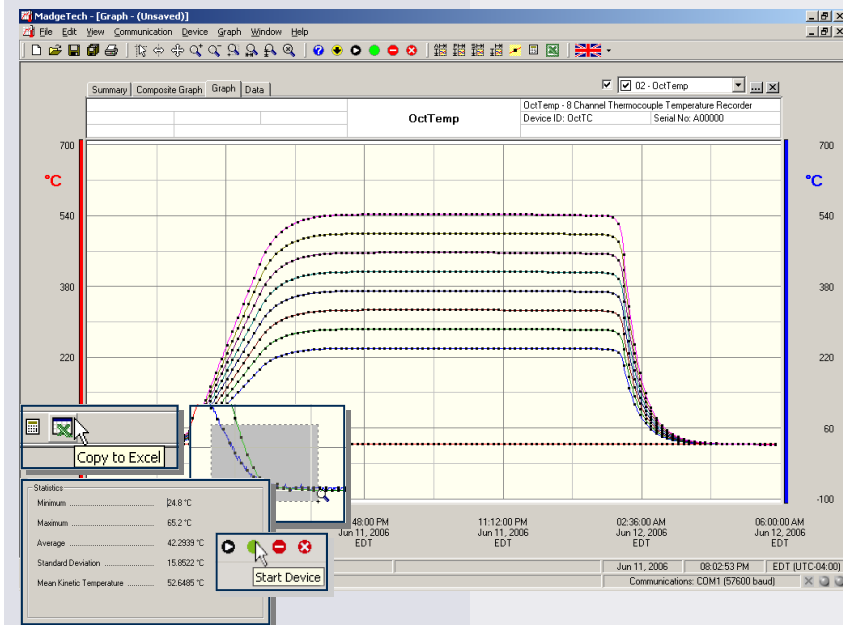 MadgeTech - [Graph - (Unsaved)]
File Edit View Communication Device Graph Window Help
Summary Composite Graph Graph Data
02 - OctTemp
...
OctTemp
OctTemp - 8 Channel Thermocouple Temperature Recorder
Device ID: OctTC Serial No: A00000
700 700
°C °C
540 540
380 380
220 220
60
-100
Copy to Excel
Statistics
Minimum 24.8 °C
Maximum 65.2 °C
Average 42.2939 °C
Standard Deviation 15.8522 °C
Mean Kinetic Temperature 52.6485 °C
Start Device
48:00 PM 11:12:00 PM 02:36:00 AM 06:00:00 AM
Jun 11, 2006 Jun 11, 2006 Jun 12, 2006 Jun 12, 2006
EDT EDT EDT EDT
Jun 11, 2006 08:02:53 PM EDT (UTC-04:00)
Communications: COM1 (57600 baud)